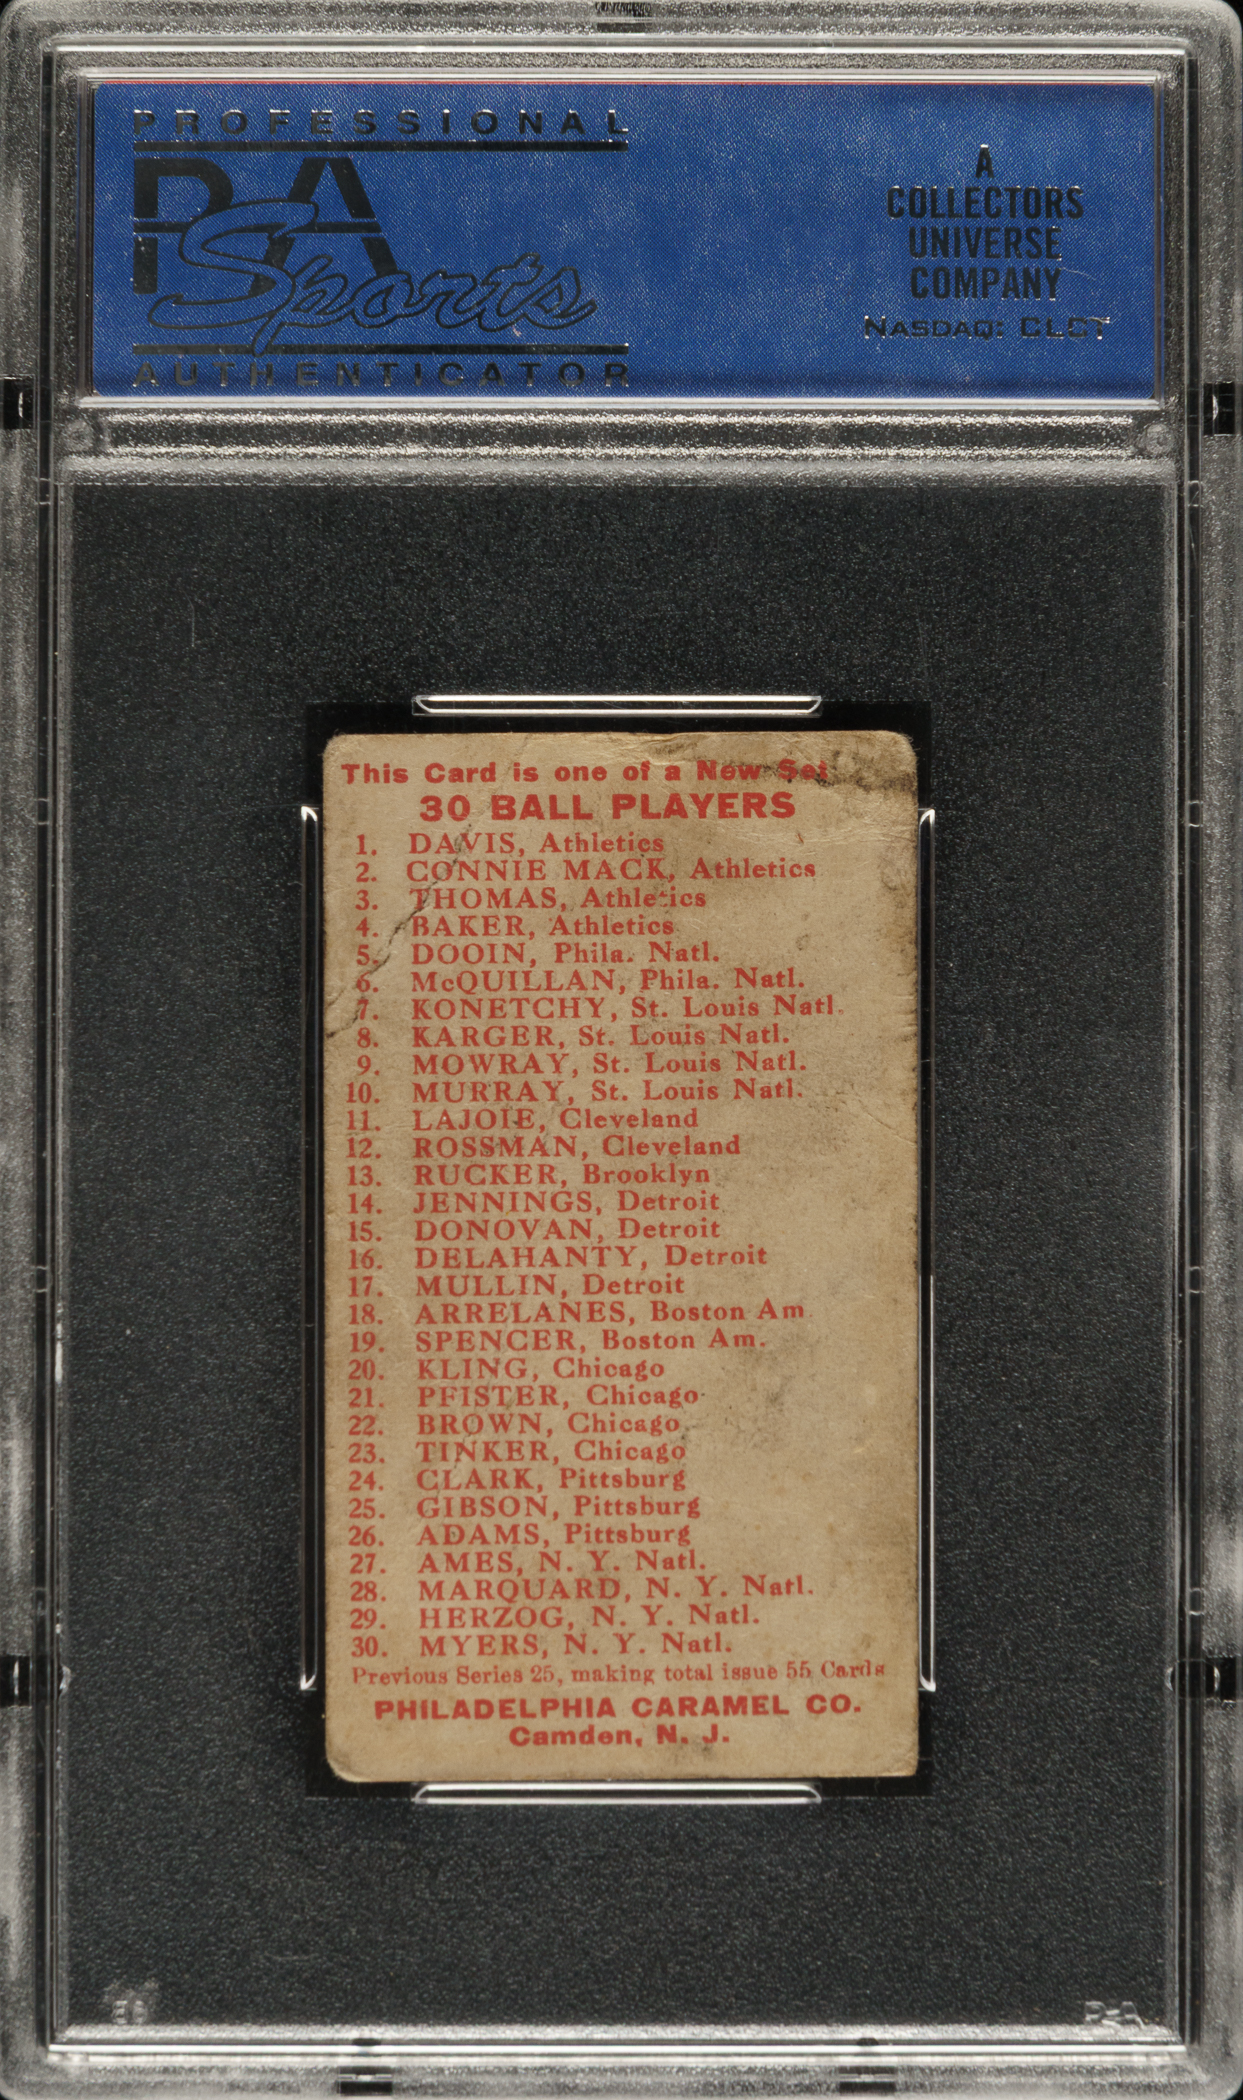 PROFESSIONAL
PSA
Sports
AUTHENTICATOR
A
COLLECTORS
UNIVERSE
COMPANY
NASDAQ: CLCT
This Card is one of a New Set
30 BALL PLAYERS
1. DAVIS, Athletics
2. CONNIE MACK, Athletics
3. THOMAS, Athletics
4. BAKER, Athletics
5. DOOIN, Phila. Natl.
6. McQUILLAN, Phila. Natl.
7. KONETCHY, St. Louis Natl.
8. KARGER, St. Louis Natl.
9. MOWRAY, St. Louis Natl.
10. MURRAY, St. Louis Natl.
11. LAJOIE, Cleveland
12. ROSSMAN, Cleveland
13. RUCKER, Brooklyn
14. JENNINGS, Detroit
15. DONOVAN, Detroit
16. DELAHANTY, Detroit
17. MULLIN, Detroit
18. ARRELANES, Boston Am.
19. SPENCER, Boston Am.
20. KLING, Chicago
21. PFISTER, Chicago
22. BROWN, Chicago
23. TINKER, Chicago
24. CLARK, Pittsburg
25. GIBSON, Pittsburg
26. ADAMS, Pittsburg
27. AMES, N. Y. Natl.
28. MARQUARD, N. Y. Natl.
29. HERZOG, N. Y. Natl.
30. MYERS, N. Y. Natl.
Previous Series 25, making total issue 55 Cards
PHILADELPHIA CARAMEL CO.
Camden, N. J.
PSA